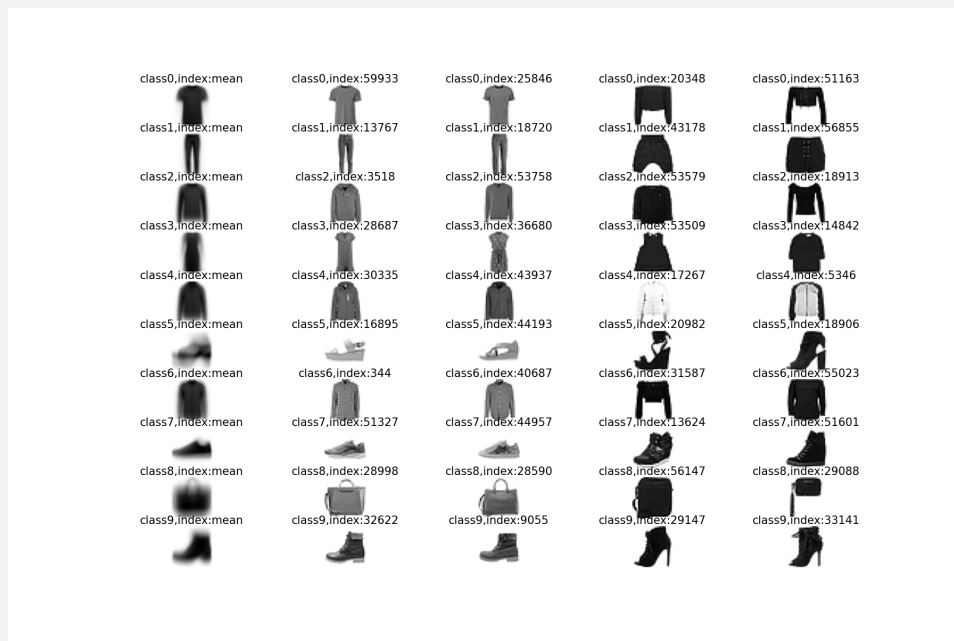 class0,index:mean class0,index:59933 class0,index:25846 class0,index:20348 class0,index:51163
class1,index:mean class1,index:13767 class1,index:18720 class1,index:43178 class1,index:56855
class2,index:mean class2,index:3518 class2,index:53758 class2,index:53579 class2,index:18913
class3,index:mean class3,index:28687 class3,index:36680 class3,index:53509 class3,index:14842
class4,index:mean class4,index:30335 class4,index:43937 class4,index:17267 class4,index:5346
class5,index:mean class5,index:16895 class5,index:44193 class5,index:20982 class5,index:18906
class6,index:mean class6,index:344 class6,index:40687 class6,index:31587 class6,index:55023
class7,index:mean class7,index:51327 class7,index:44957 class7,index:13624 class7,index:51601
class8,index:mean class8,index:28998 class8,index:28590 class8,index:56147 class8,index:29088
class9,index:mean class9,index:32622 class9,index:9055 class9,index:29147 class9,index:33141